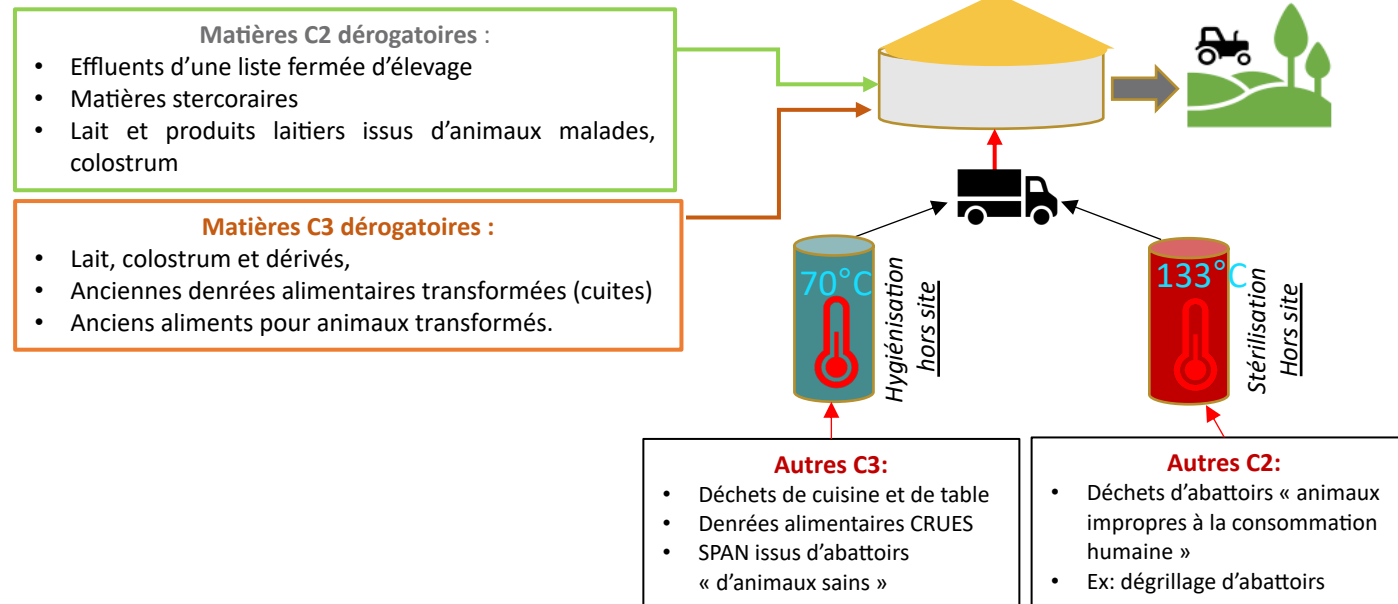 Matières C2 dérogatoires :
• Effluents d'une liste fermée d'élevage
• Matières stercoraires
• Lait et produits laitiers issus d'animaux malades,
colostrum
Matières C3 dérogatoires :
• Lait, colostrum et dérivés,
• Anciennes denrées alimentaires transformées (cuites)
• Anciens aliments pour animaux transformés.
70°C
Hygiénisation
hors site
133°C
Stérilisation
Hors site
Autres C3:
• Déchets de cuisine et de table
• Denrées alimentaires CRUES
• SPAN issus d'abattoirs
« d'animaux sains »
Autres C2:
• Déchets d'abattoirs « animaux
impropres à la consommation
humaine »
• Ex: dégrillage d'abattoirs